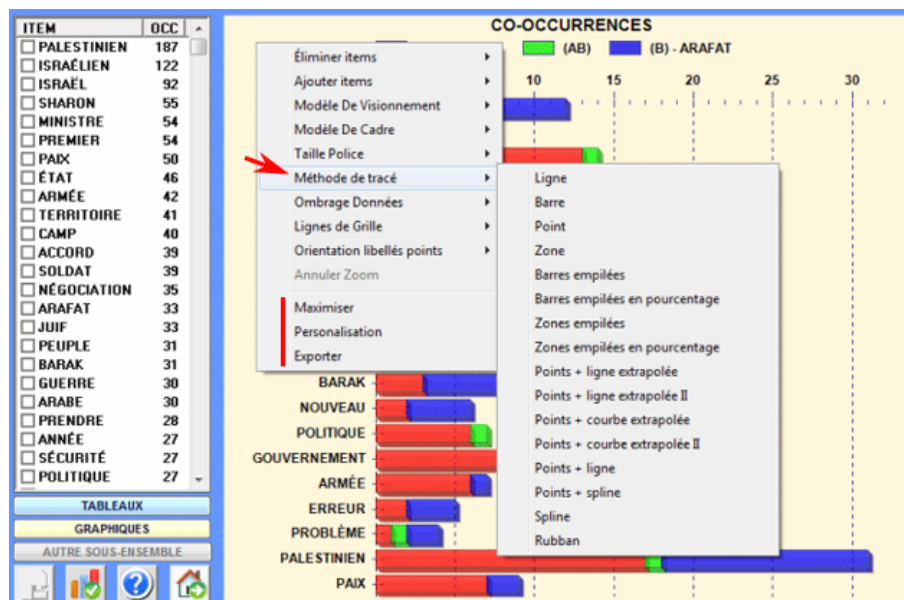 ITEM OCC
PALESTINIEN 187
ISRAÉLIEN 122
ISRAËL 92
SHARON 55
MINISTRE 54
PREMIER 54
PAIX 50
ÉTAT 46
ARMÉE 42
TERRITOIRE 41
CAMP 40
ACCORD 39
SOLDAT 39
NÉGOCIATION 35
ARAFAT 33
JUIF 33
PEUPLE 31
BARAK 31
GUERRE 30
ARABE 30
PRENDRE 28
ANNÉE 27
SÉCURITÉ 27
POLITIQUE 27
TABLEAUX
GRAPHIQUES
AUTRE SOUS-ENSEMBLE
CO-OCCURRENCES
(AB) (B) - ARAFAT
10 15 20 25 30
Éliminer items
Ajouter items
Modèle De Visionnement
Modèle De Cadre
Taille Police
Méthode de tracé
Ombrage Données
Lignes de Grille
Orientation libellés points
Annuler Zoom
Maximiser
Personalisation
Exporter
Ligne
Barre
Point
Zone
Barres empilées
Barres empilées en pourcentage
Zones empilées
Zones empilées en pourcentage
Points + ligne extrapolée
Points + ligne extrapolée II
Points + courbe extrapolée
Points + courbe extrapolée II
Points + ligne
Points + spline
Spline
Rubban
BARAK
NOUVEAU
POLITIQUE
GOUVERNEMENT
ARMÉE
ERREUR
PROBLÈME
PALESTINIEN
PAIX